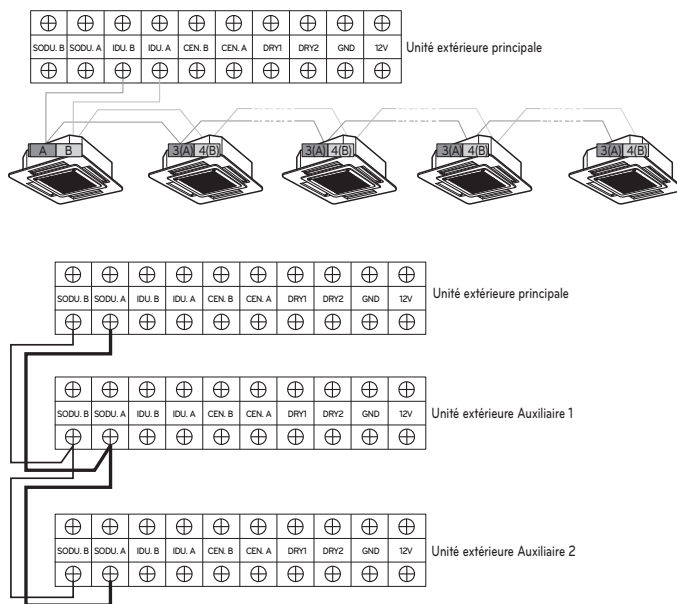 SODU. B SODU. A IDU. B IDU. A CEN. B CEN. A DRY1 DRY2 GND 12V
Unité extérieure principale
A B 3(A) 4(B) 3(A) 4(B) 3(A) 4(B) 3(A) 4(B)
SODU. B SODU. A IDU. B IDU. A CEN. B CEN. A DRY1 DRY2 GND 12V
Unité extérieure principale
SODU. B SODU. A IDU. B IDU. A CEN. B CEN. A DRY1 DRY2 GND 12V
Unité extérieure Auxiliaire 1
SODU. B SODU. A IDU. B IDU. A CEN. B CEN. A DRY1 DRY2 GND 12V
Unité extérieure Auxiliaire 2